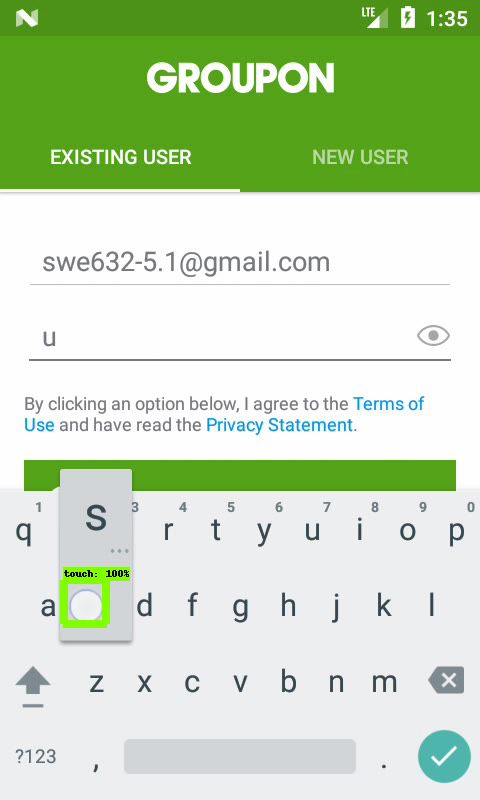 LTE 1:35
GROUPON
EXISTING USER NEW USER
swe632-5.1@gmail.com
u
By clicking an option below, I agree to the Terms of
Use and have read the Privacy Statement.
s
1 3 4 5 6 7 8 9 0
q r t y u i o p
touch: 100%
a d f g h j k l
z x c v b n m
?123 , .